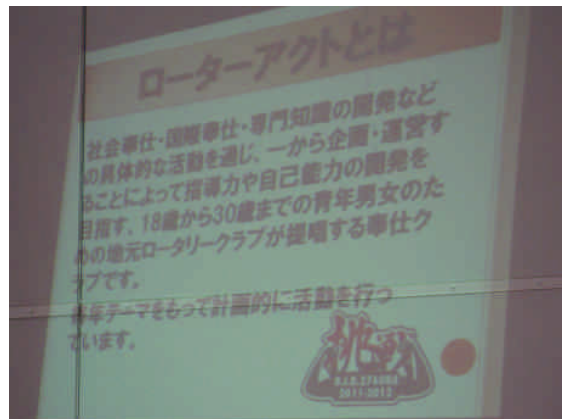 ローターアクトとは
社会奉仕・国際奉仕・専門知識の開発など
の具体的な活動を通じ、一から企画・運営す
ることによって指導力や自己能力の開発を
目指す、18歳から30歳までの青年男女のた
めの地元ロータリークラブが提唱する奉仕ク
ラブです。
毎年テーマをもって計画的に活動を行っ
ています。
挑戦
2011-2012